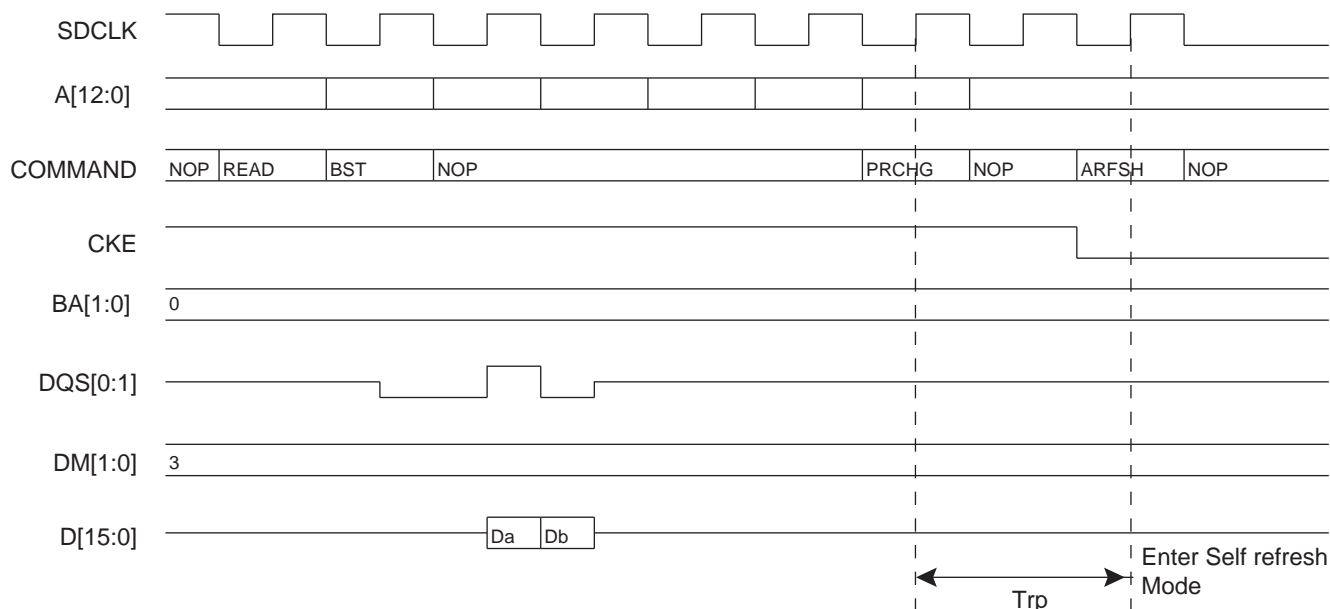 SDCLK
A[12:0]
COMMAND NOP READ BST NOP PRCHG NOP ARFSH NOP
CKE
BA[1:0] 0
DQS[0:1]
DM[1:0] 3
D[15:0] Da Db
Enter Self refresh
Mode
Trp